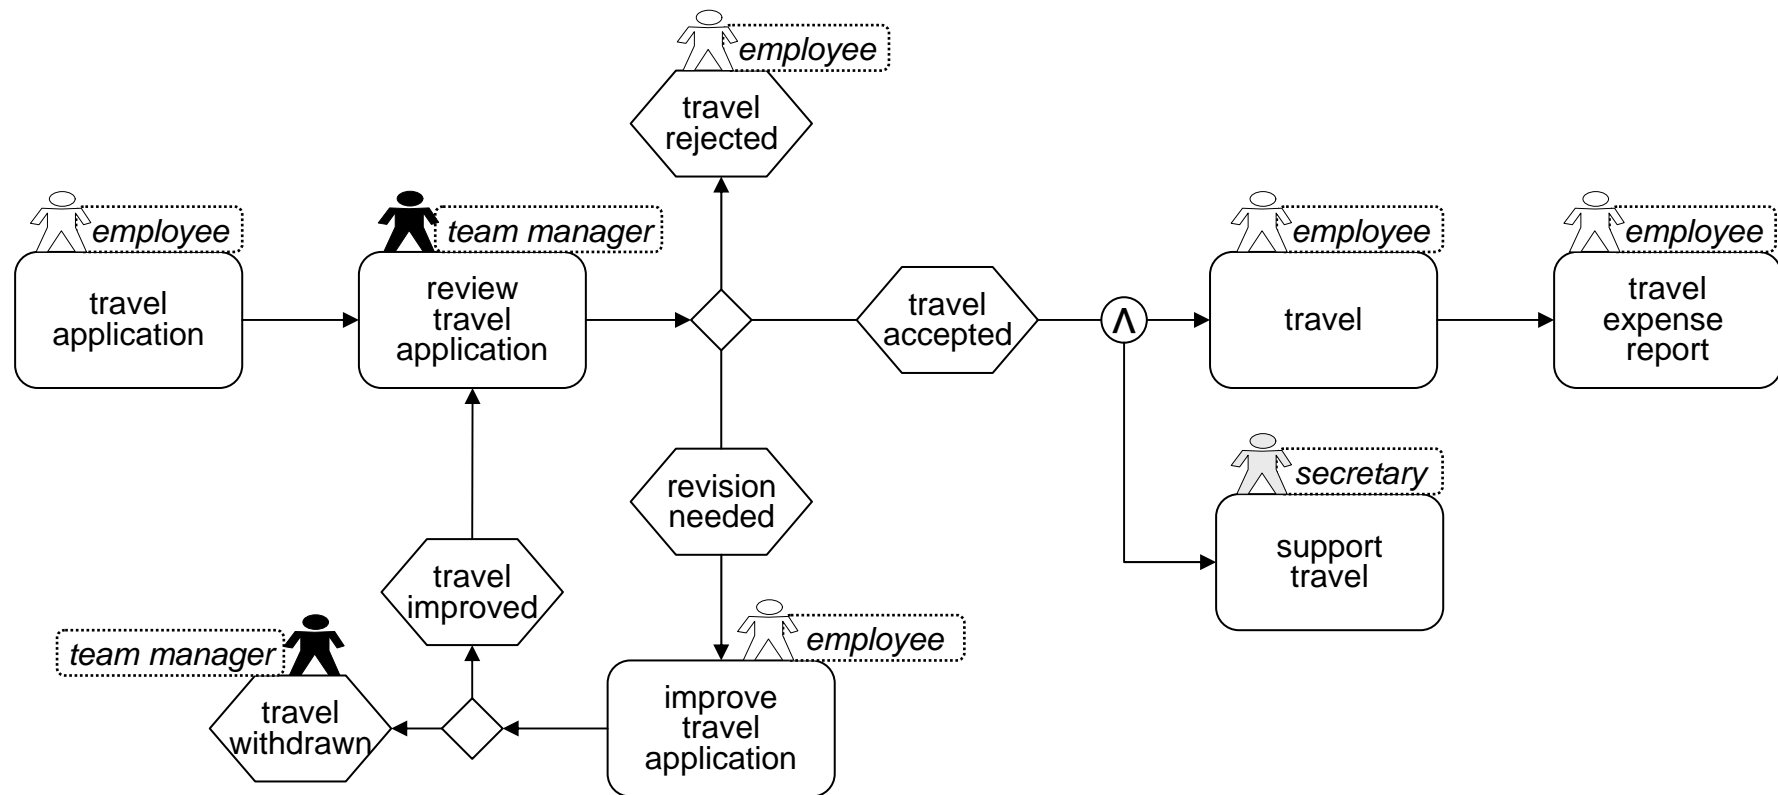 employee
travel
rejected
employee
travel
application
team manager
review
travel
application
travel
accepted
Λ
employee
travel
employee
travel
expense
report
revision
needed
secretary
support
travel
travel
improved
team manager
travel
withdrawn
employee
improve
travel
application